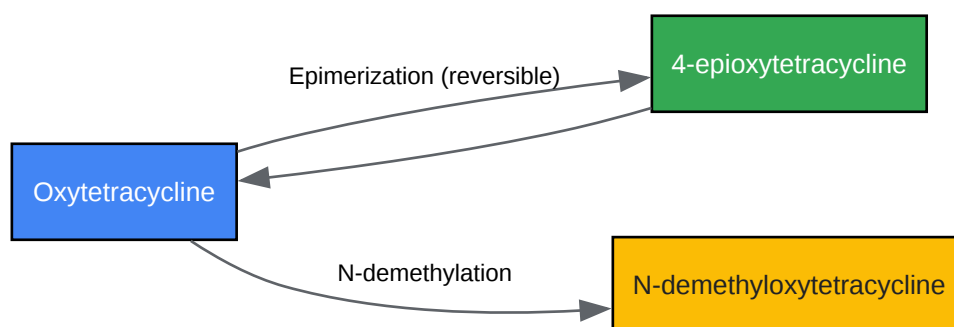 4-epioxytetracycline
Epimerization (reversible)
Oxytetracycline
N-demethylation
N-demethyloxytetracycline